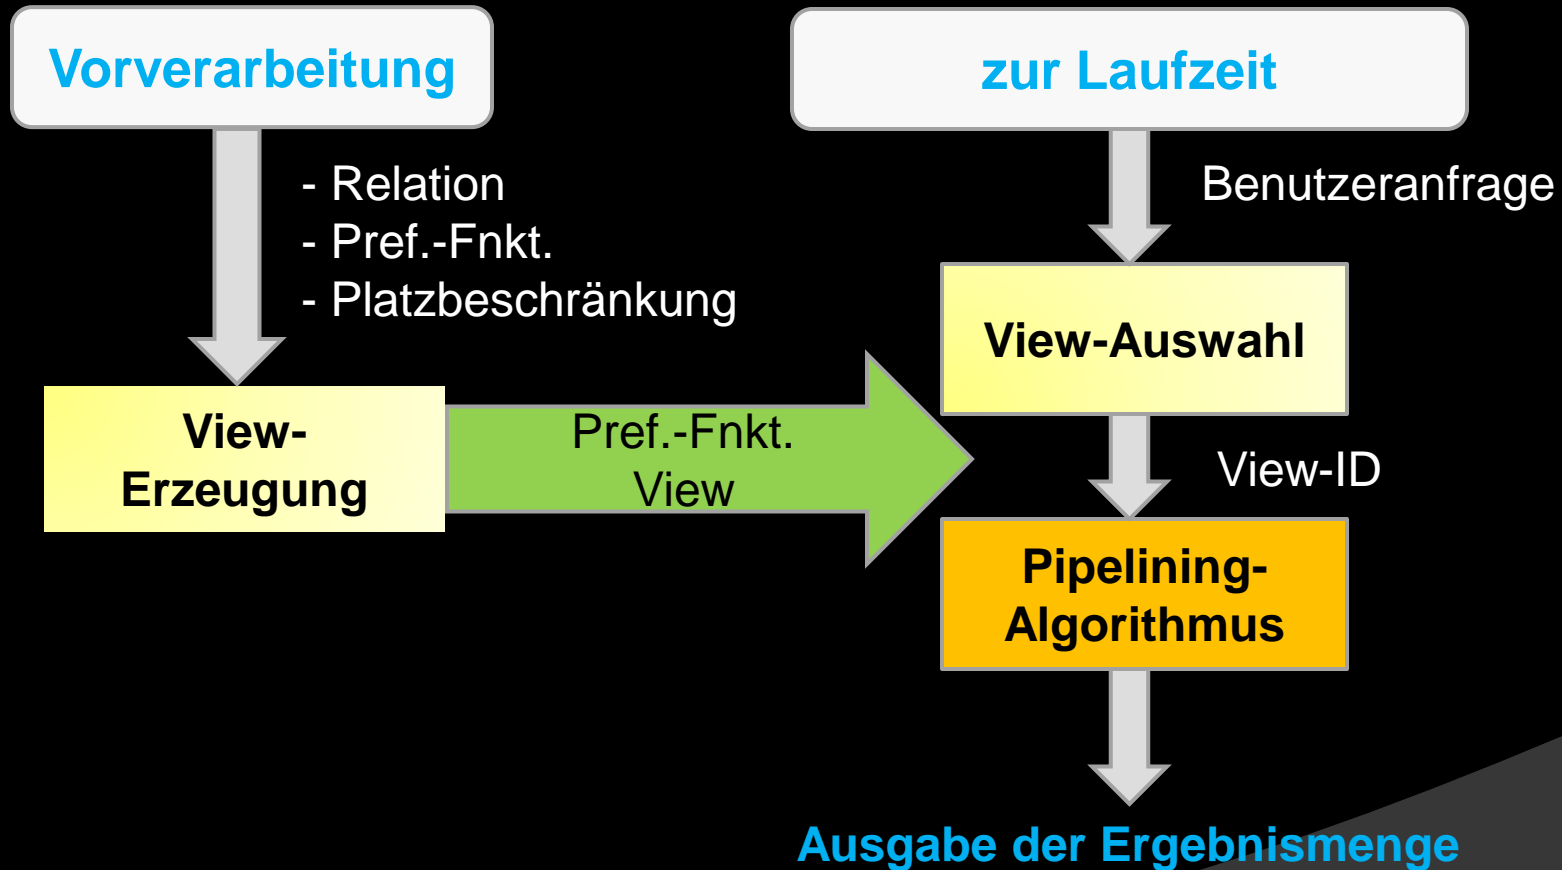 Vorverarbeitung
- Relation
- Pref.-Fnkt.
- Platzbeschränkung
View-
Erzeugung
Pref.-Fnkt.
View
zur Laufzeit
Benutzeranfrage
View-Auswahl
View-ID
Pipelining-
Algorithmus
Ausgabe der Ergebnismenge